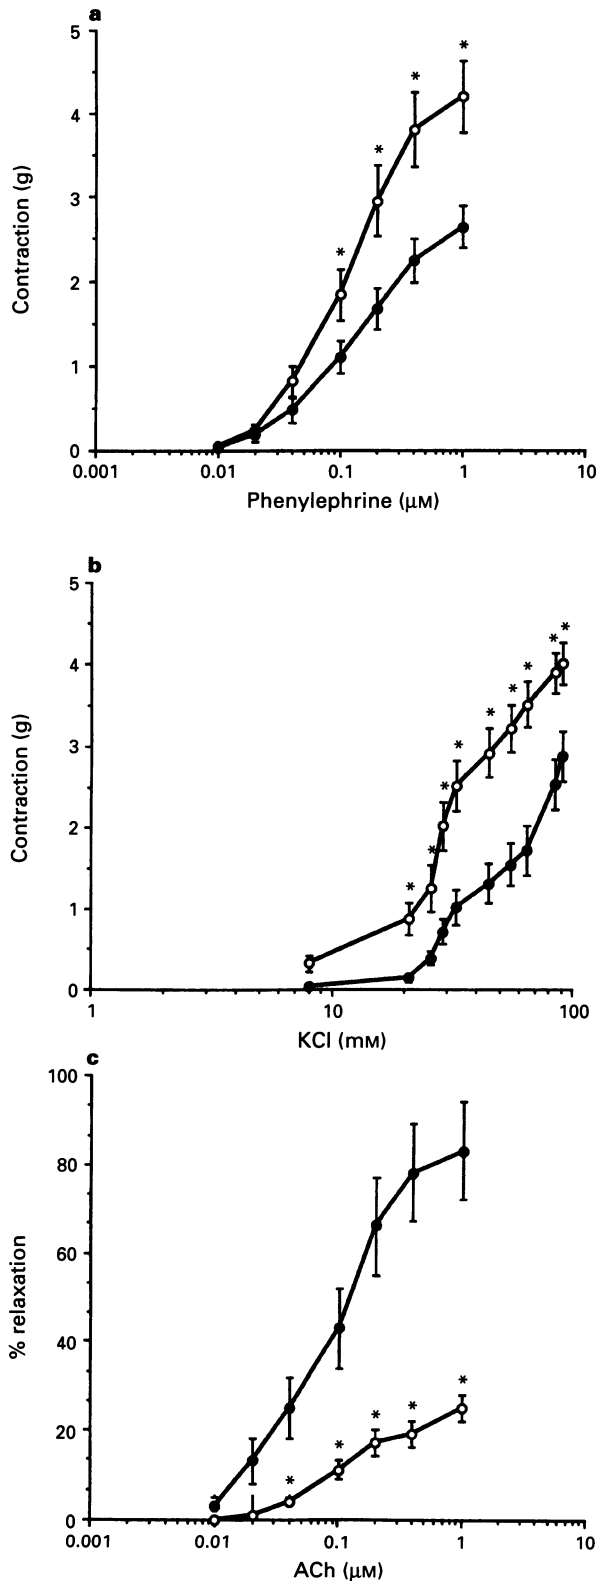 a
5
4
3
2
1
0
Contraction (g)
* * * *
0.001 0.01 0.1 1 10
Phenylephrine (μM)
b
5
4
3
2
1
0
Contraction (g)
* * * * * * * * *
1 10 100
KCl (mM)
c
100
80
60
40
20
0
% relaxation
* * * * *
0.001 0.01 0.1 1 10
ACh (μM)